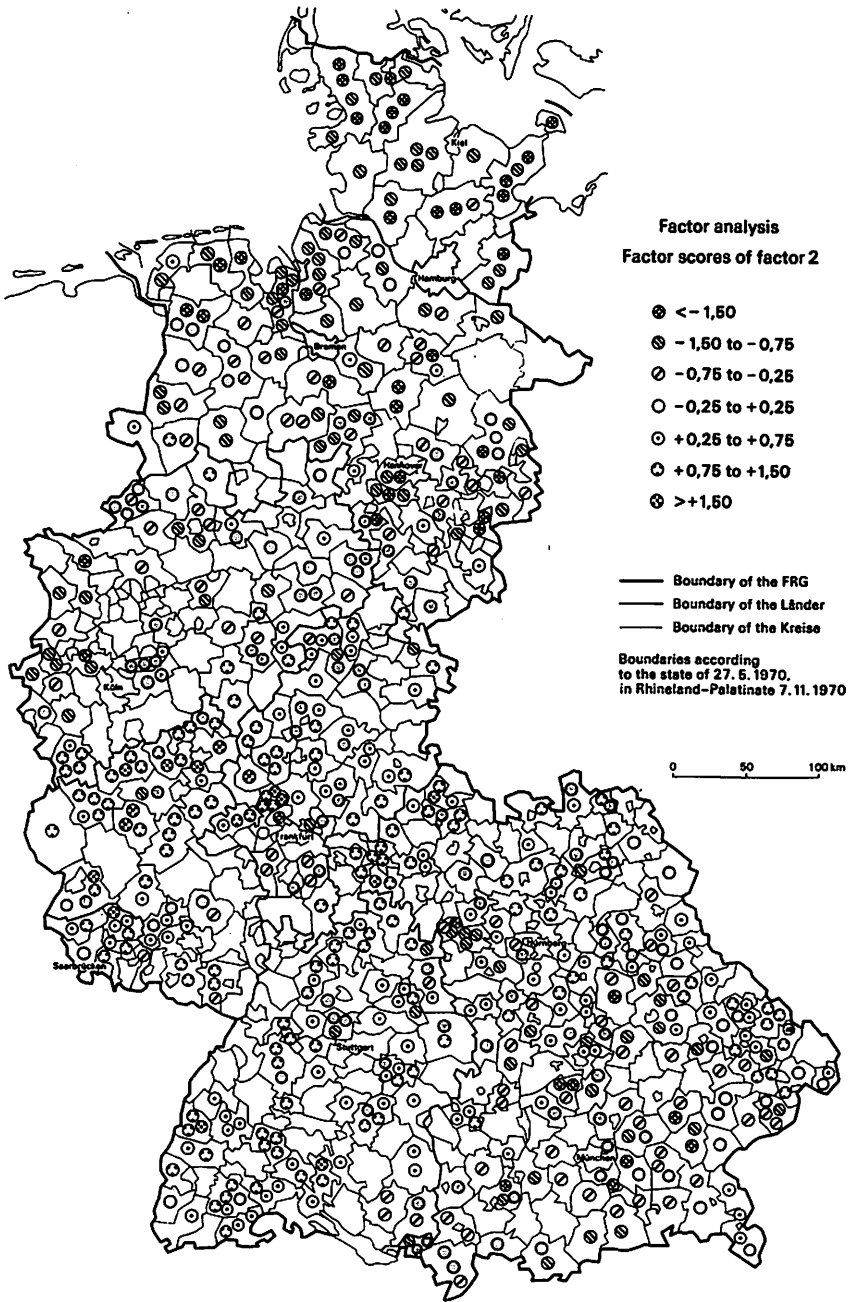 Kiel
Hamburg
Bremen
Hannover
Köln
Frankfurt
Saarbrücken
Nürnberg
Stuttgart
München
Factor analysis
Factor scores of factor 2
<-1,50
-1,50 to -0,75
-0,75 to -0,25
-0,25 to +0,25
+0,25 to +0,75
+0,75 to +1,50
>+1,50
Boundary of the FRG
Boundary of the Länder
Boundary of the Kreise
Boundaries according
to the state of 27. 5. 1970,
in Rhineland-Palatinate 7. 11. 1970
0 50 100 km